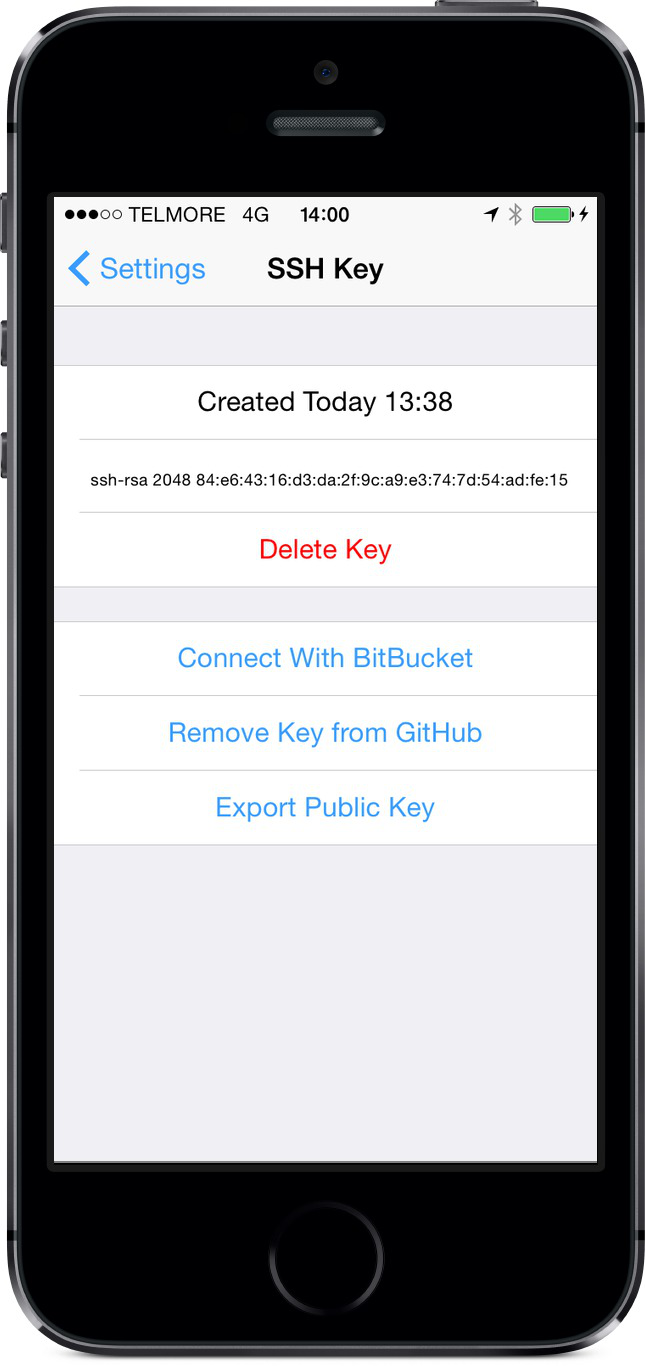 TELMORE 4G 14:00
Settings SSH Key
Created Today 13:38
ssh-rsa 2048 84:e6:43:16:d3:da:2f:9c:a9:e3:74:7d:54:ad:fe:15
Delete Key
Connect With BitBucket
Remove Key from GitHub
Export Public Key